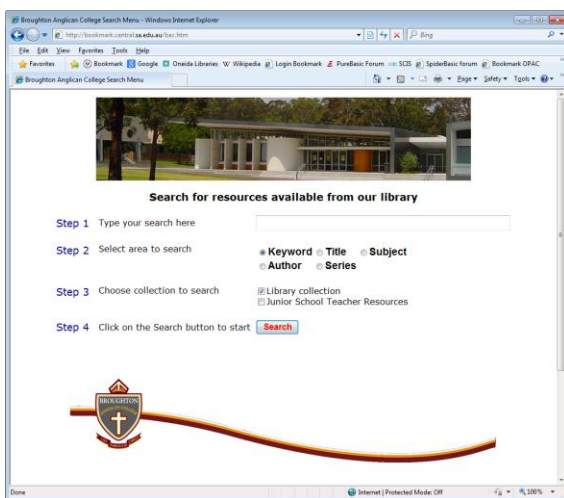 Broughton Anglican College Search Menu - Windows Internet Explorer
http://bookmark.central.sa.edu.au/bac.htm
Bing
File Edit View Favorites Tools Help
Favorites Bookmark Google Oneida Libraries Wikipedia Login Bookmark PureBasic Forum SCIS SpiderBasic forum Bookmark OPAC
Broughton Anglican College Search Menu Page Safety Tools
Search for resources available from our library
Step 1 Type your search here
Step 2 Select area to search Keyword Title Subject
Author Series
Step 3 Choose collection to search Library collection
Junior School Teacher Resources
Step 4 Click on the Search button to start Search
BROUGHTON
Done Internet | Protected Mode: Off 100%